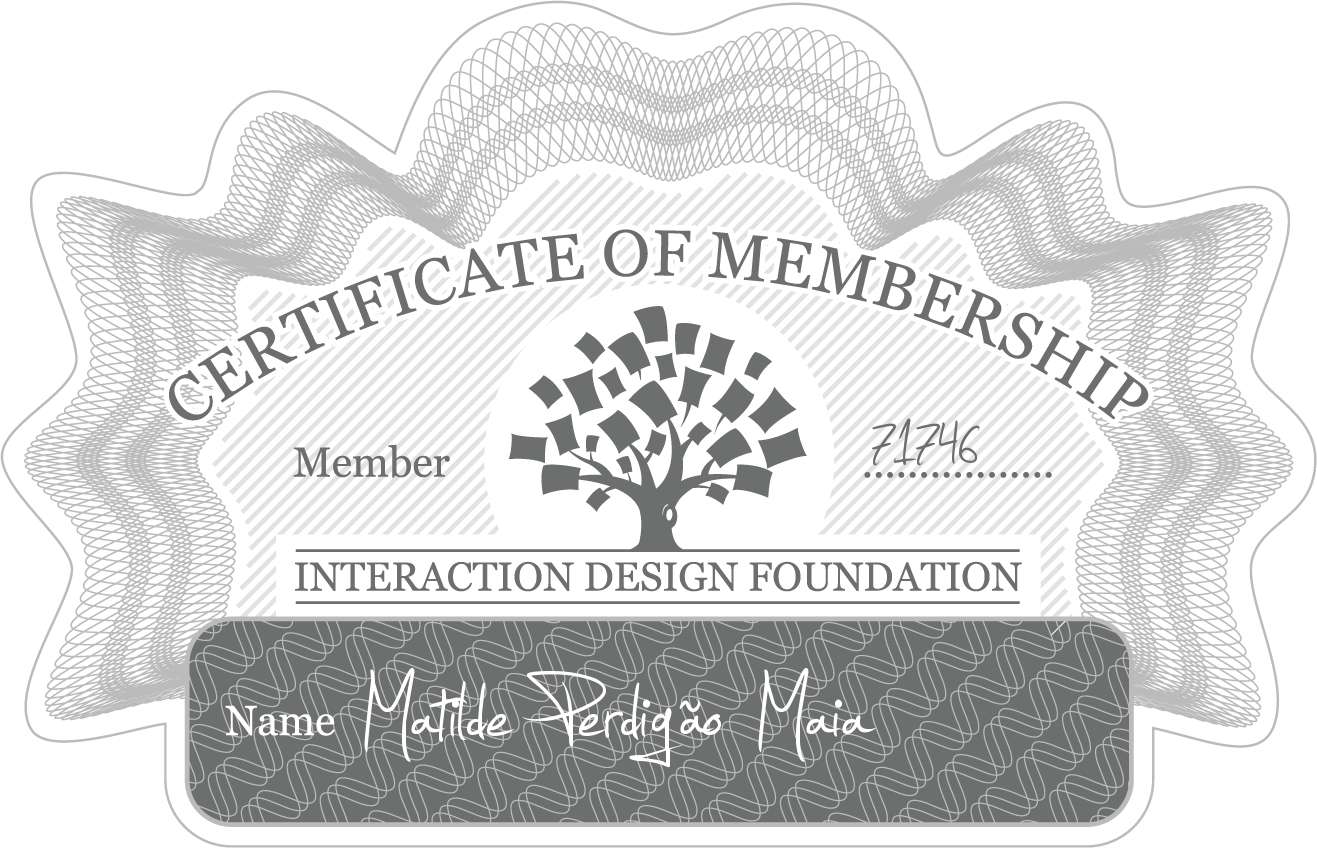 CERTIFICATE OF MEMBERSHIP
Member 71746
INTERACTION DESIGN FOUNDATION
Name Matilde Perdigão Maia